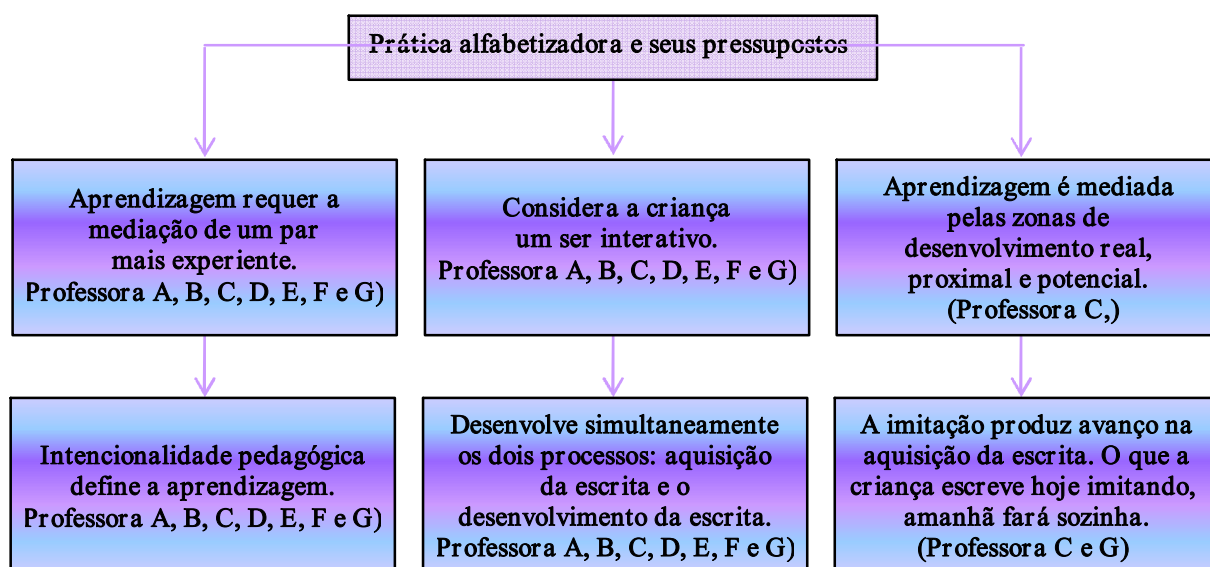 Prática alfabetizadora e seus pressupostos
Aprendizagem requer a
mediação de um par
mais experiente.
Professora A, B, C, D, E, F e G)
Considera a criança
um ser interativo.
Professora A, B, C, D, E, F e G)
Aprendizagem é mediada
pelas zonas de
desenvolvimento real,
proximal e potencial.
(Professora C,)
Intencionalidade pedagógica
define a aprendizagem.
Professora A, B, C, D, E, F e G)
Desenvolve simultaneamente
os dois processos: aquisição
da escrita e o
desenvolvimento da escrita.
Professora A, B, C, D, E, F e G)
A imitação produz avanço na
aquisição da escrita. O que a
criança escreve hoje imitando,
amanhã fará sozinha.
(Professora C e G)